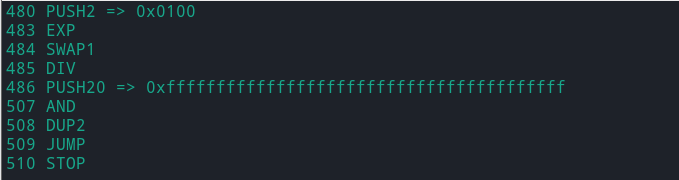 480 PUSH2 => 0x0100
483 EXP
484 SWAP1
485 DIV
486 PUSH20 => 0xffffffffffffffffffffffffffffffffffffffff
507 AND
508 DUP2
509 JUMP
510 STOP